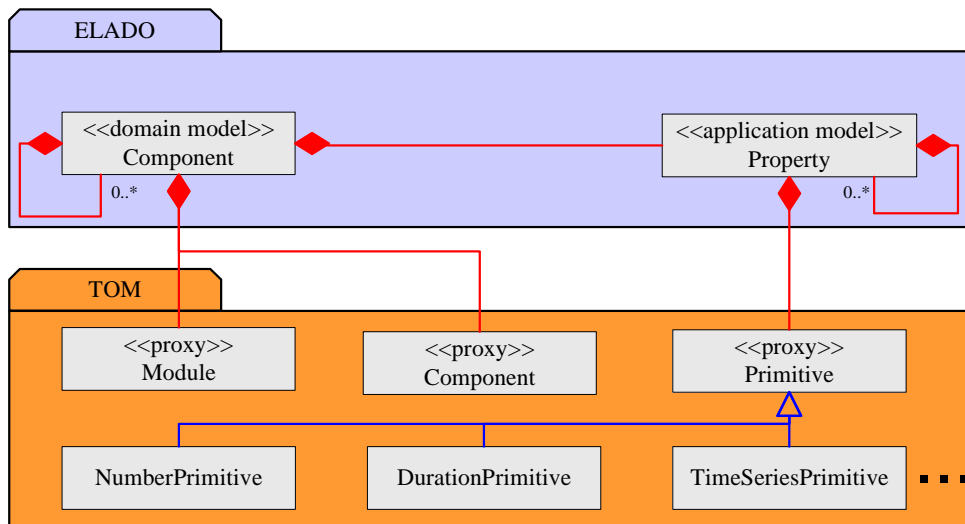 ELADO
<<domain model>>
Component
<<application model>>
Property
0..*
0..*
TOM
<<proxy>>
Module
<<proxy>>
Component
<<proxy>>
Primitive
NumberPrimitive
DurationPrimitive
TimeSeriesPrimitive